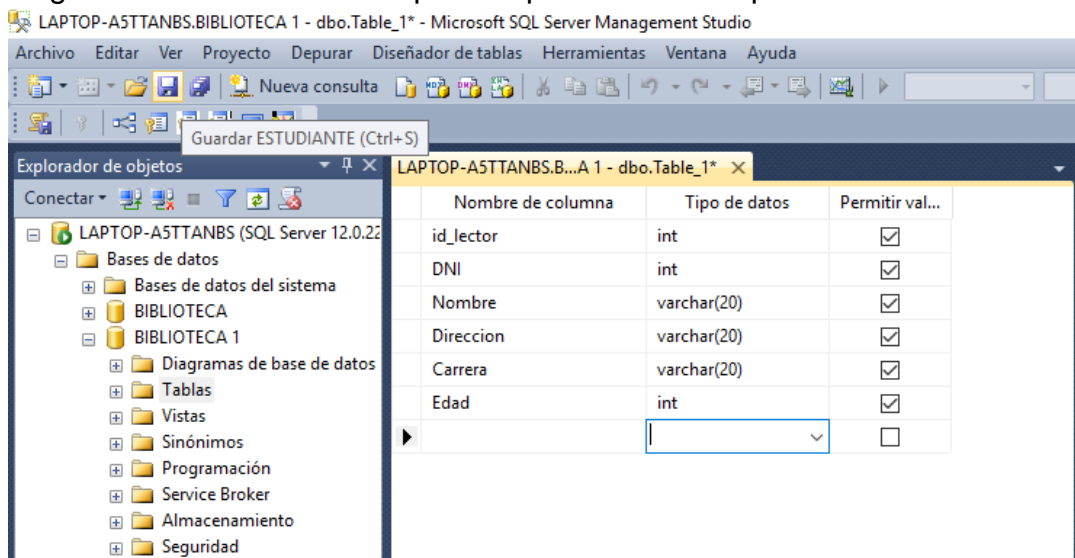 LAPTOP-A5TTANBS.BIBLIOTECA 1 - dbo.Table_1* - Microsoft SQL Server Management Studio
Archivo Editar Ver Proyecto Depurar Diseñador de tablas Herramientas Ventana Ayuda
Nueva consulta
Guardar ESTUDIANTE (Ctrl+S)
Explorador de objetos
LAPTOP-A5TTANBS.B...A 1 - dbo.Table_1*
Conectar
Nombre de columna Tipo de datos Permitir val...
LAPTOP-A5TTANBS (SQL Server 12.0.22
id_lector int
Bases de datos
DNI int
Bases de datos del sistema
Nombre varchar(20)
BIBLIOTECA
Direccion varchar(20)
BIBLIOTECA 1
Carrera varchar(20)
Diagramas de base de datos
Edad int
Tablas
Vistas
Sinónimos
Programación
Service Broker
Almacenamiento
Seguridad